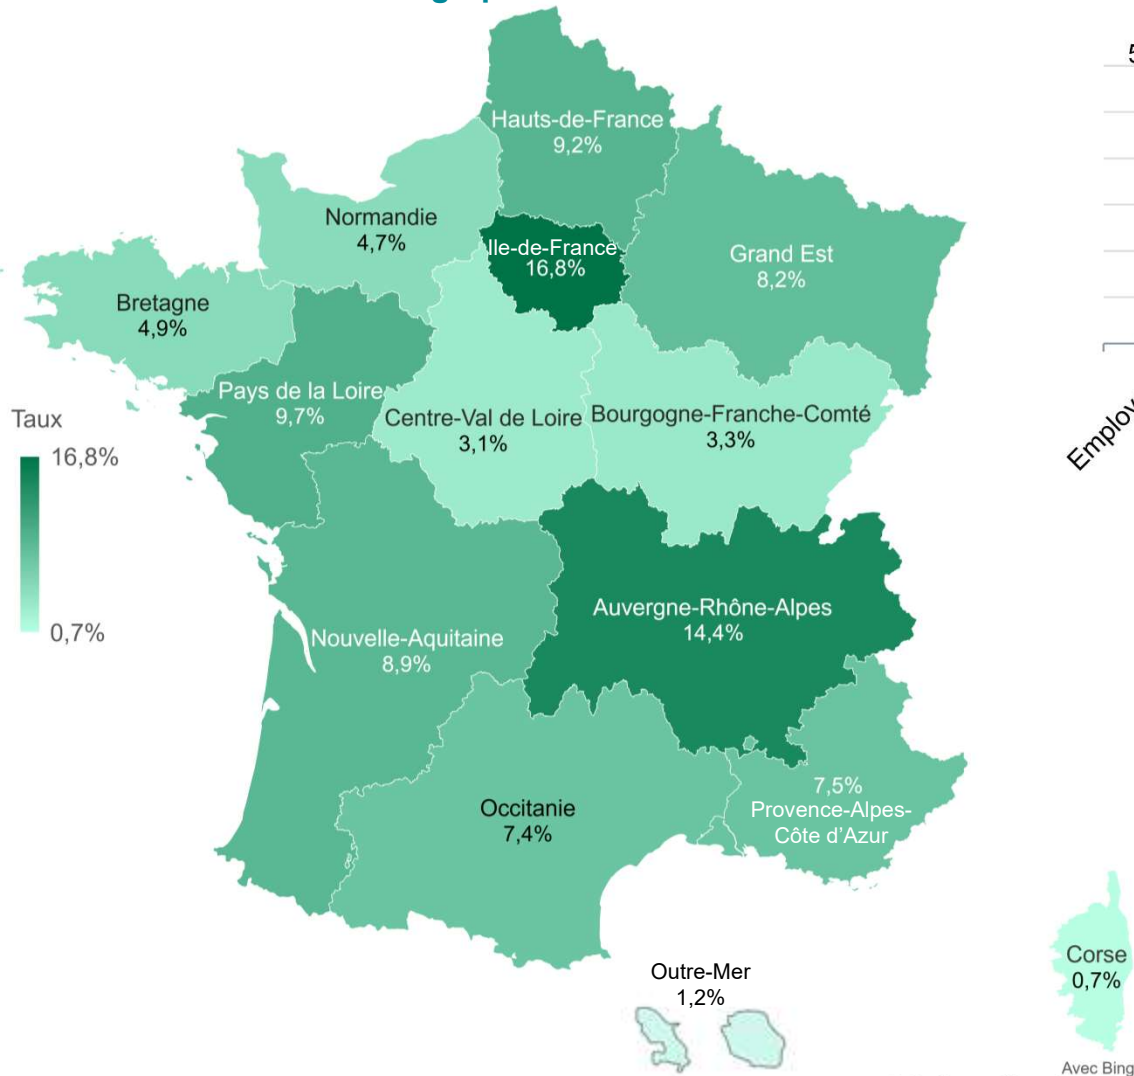 Hauts-de-France
9,2%
Normandie
4,7%
Ile-de-France
16,8%
Grand Est
8,2%
Bretagne
4,9%
Pays de la Loire
9,7%
Centre-Val de Loire
3,1%
Bourgogne-Franche-Comté
3,3%
Taux
16,8%
0,7%
Auvergne-Rhône-Alpes
14,4%
Nouvelle-Aquitaine
8,9%
7,5%
Provence-Alpes-
Côte d'Azur
Occitanie
7,4%
Outre-Mer
1,2%
Corse
0,7%
Avec Bing
Employ